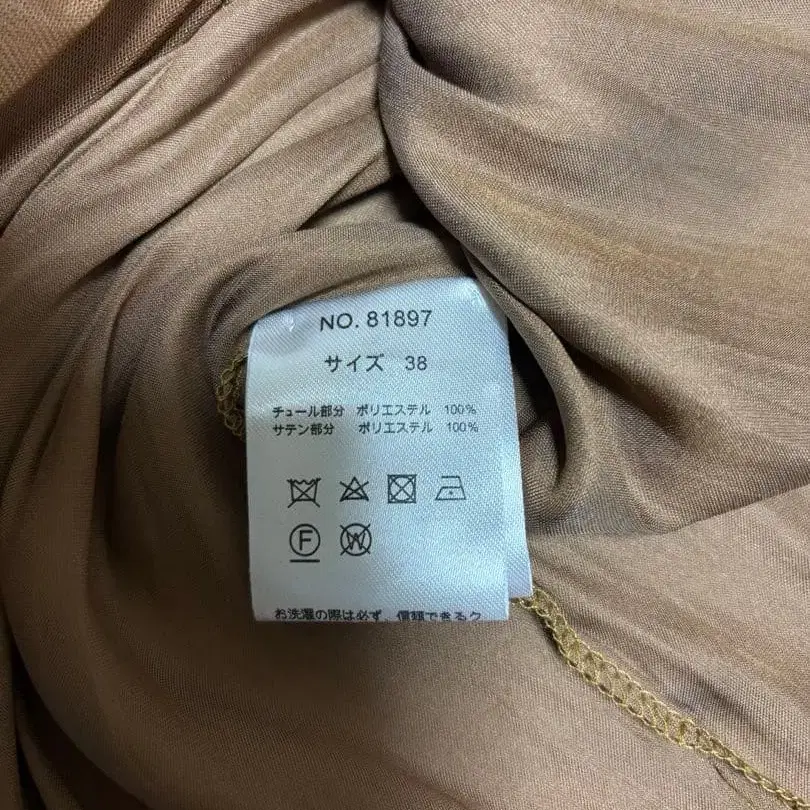 NO. 81897
サイズ 38
チュール部分 ポリエステル 100%
サテン部分 ポリエステル 100%
F W
お洗濯の際は必ず、信頼できるク